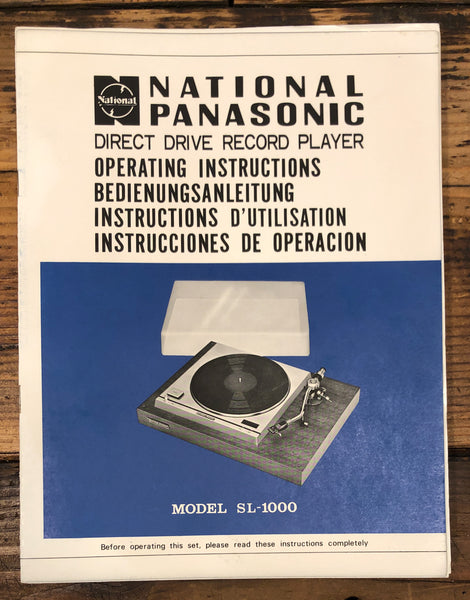 National
NATIONAL
PANASONIC
DIRECT DRIVE RECORD PLAYER
OPERATING INSTRUCTIONS
BEDIENUNGSANLEITUNG
INSTRUCTIONS D'UTILISATION
INSTRUCCIONES DE OPERACION
MODEL SL-1000
Before operating this set, please read these instructions completely